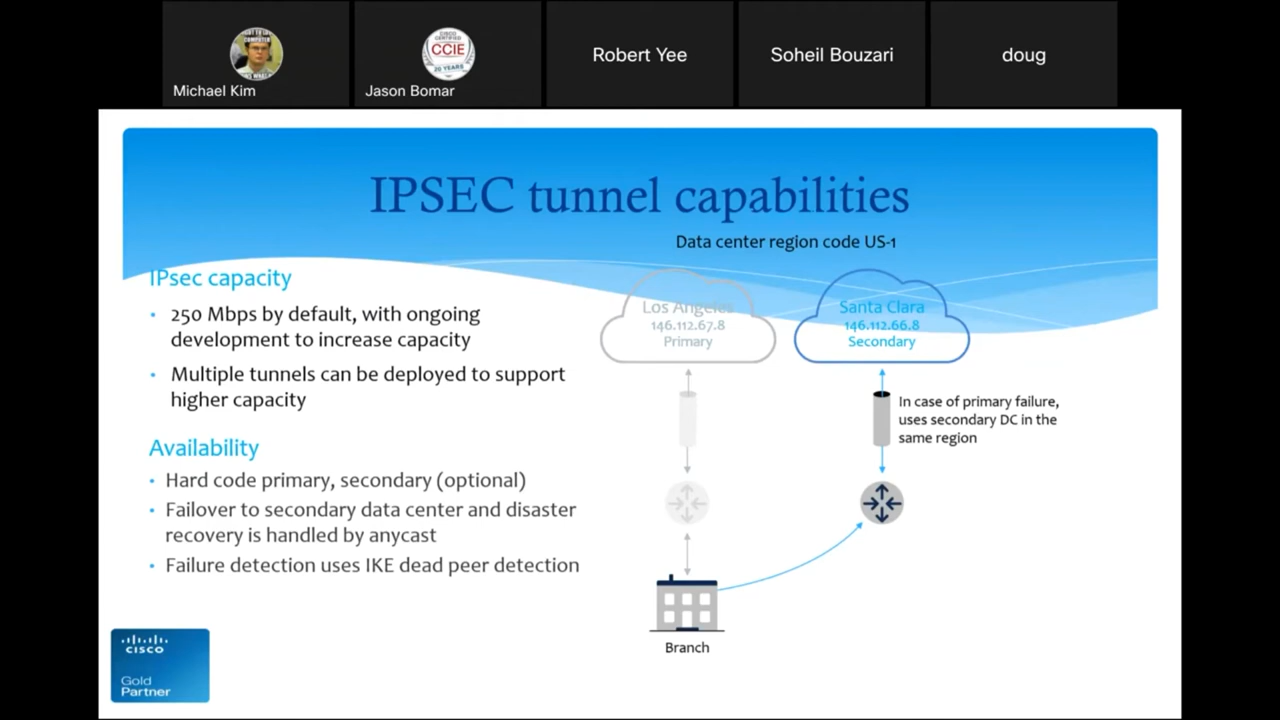 Michael Kim
CCIE
20 YEARS
Jason Bomar
Robert Yee
Soheil Bouzari
doug
IPSEC tunnel capabilities
Data center region code US-1
IPsec capacity
• 250 Mbps by default, with ongoing
development to increase capacity
• Multiple tunnels can be deployed to support
higher capacity
Availability
• Hard code primary, secondary (optional)
• Failover to secondary data center and disaster
recovery is handled by anycast
• Failure detection uses IKE dead peer detection
Los Angeles
146.112.67.8
Primary
Santa Clara
146.112.66.8
Secondary
In case of primary failure,
uses secondary DC in the
same region
Branch
CISCO
Gold
Partner